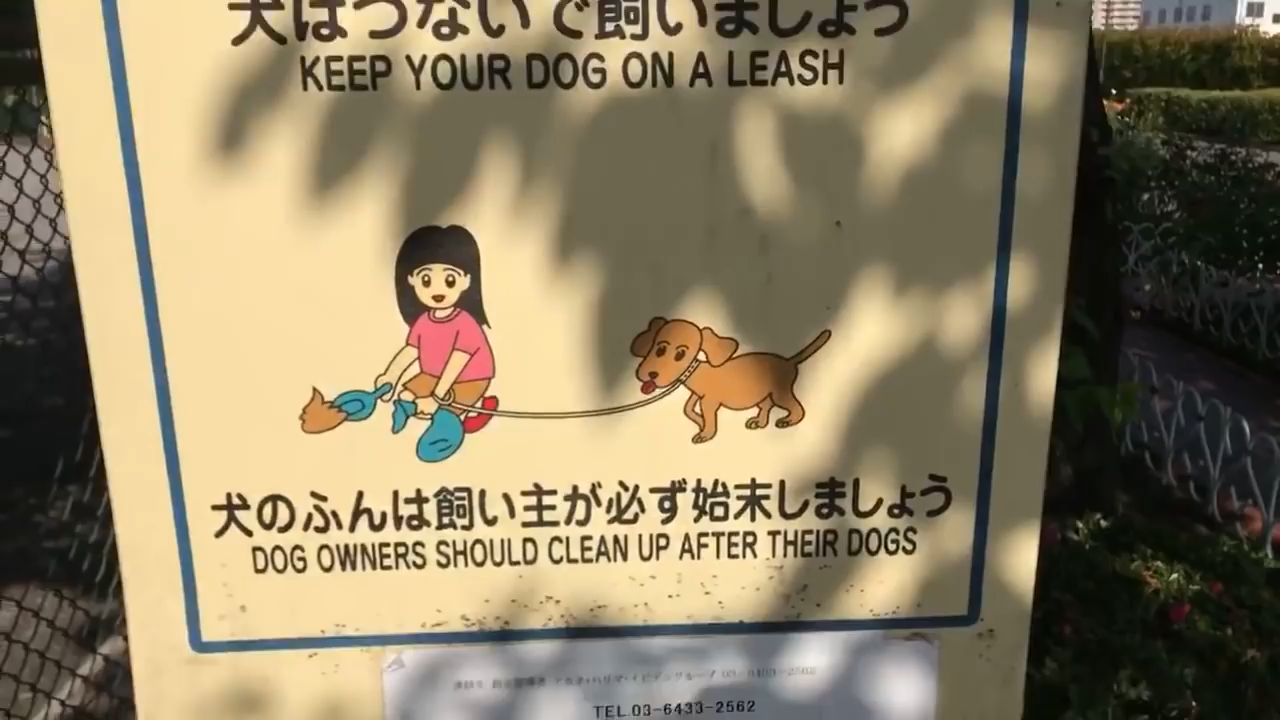 犬はつないで飼いましょう
KEEP YOUR DOG ON A LEASH
犬のふんは飼い主が必ず始末しましょう
DOG OWNERS SHOULD CLEAN UP AFTER THEIR DOGS
TEL.03-6433-2562